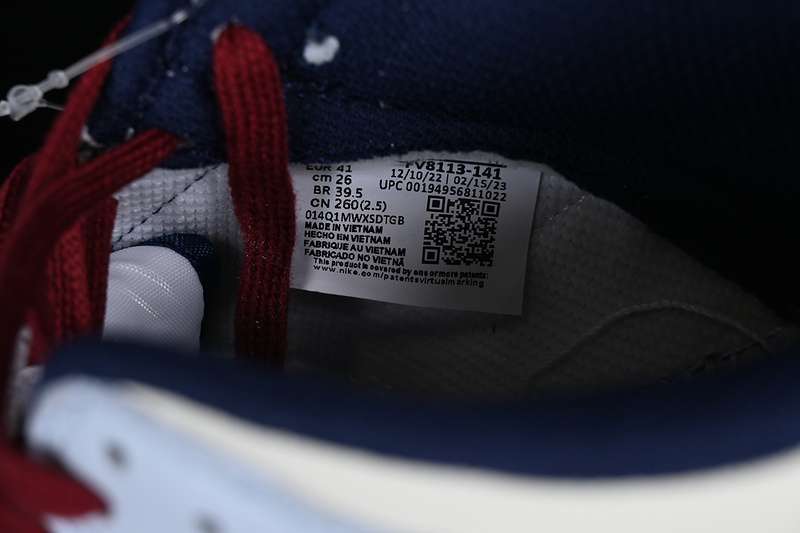 EUR 41
cm 26
BR 39.5
CN 260(2.5)
014Q1MWXSDTGB
MADE IN VIETNAM
HECHO EN VIETNAM
FABRIQUE AU VIETNAM
FABRICADO NO VIETNÃ
This product is covered by one or more patents:
www.nike.com/patentsvirtualmarking
FV8113-141
12/10/22 | 02/15/23
UPC 00194956811022